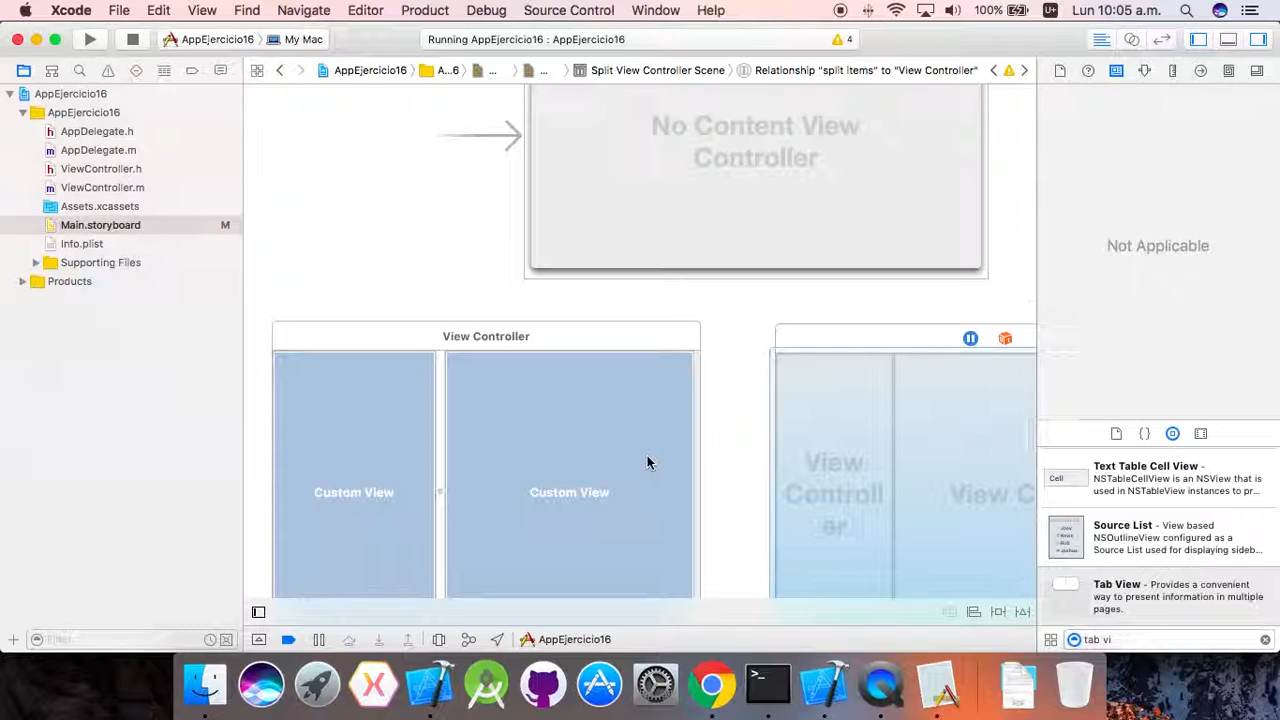 Xcode File Edit View Find Navigate Editor Product Debug Source Control Window Help 100% U+ Lun 10:05 a.m.
AppEjercicio16 My Mac Running AppEjercicio16 : AppEjercicio16 4
AppEjercicio16 A...6 ... ... Split View Controller Scene Relationship "split items" to "View Controller"
AppEjercicio16
AppEjercicio16
h AppDelegate.h
m AppDelegate.m
h ViewController.h
m ViewController.m
Assets.xcassets
Main.storyboard M
Info.plist
Supporting Files
Products
No Content View
Controller
View Controller
Custom View
Custom View
View
Controll
er
View C
Not Applicable
Cell
Text Table Cell View -
NSTableCellView is an NSView that is
used in NSTableView instances to pr...
Source List - View based
NSOutlineView configured as a
Source List used for displaying sideb...
Tab View - Provides a convenient
way to present information in multiple
pages.
Filter
AppEjercicio16
tab vi